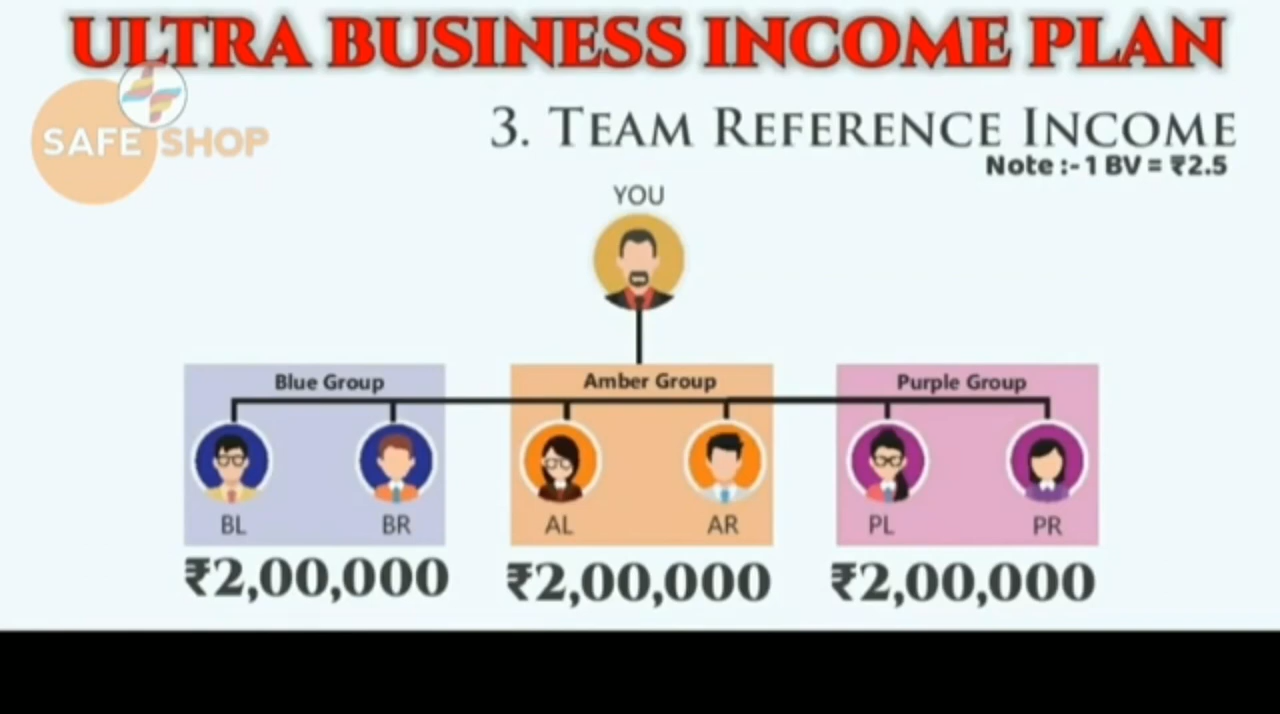 ULTRA BUSINESS INCOME PLAN
SAFE SHOP
3. TEAM REFERENCE INCOME
Note :- 1 BV = ₹2.5
YOU
Blue Group
Amber Group
Purple Group
BL
BR
AL
AR
PL
PR
₹2,00,000
₹2,00,000
₹2,00,000